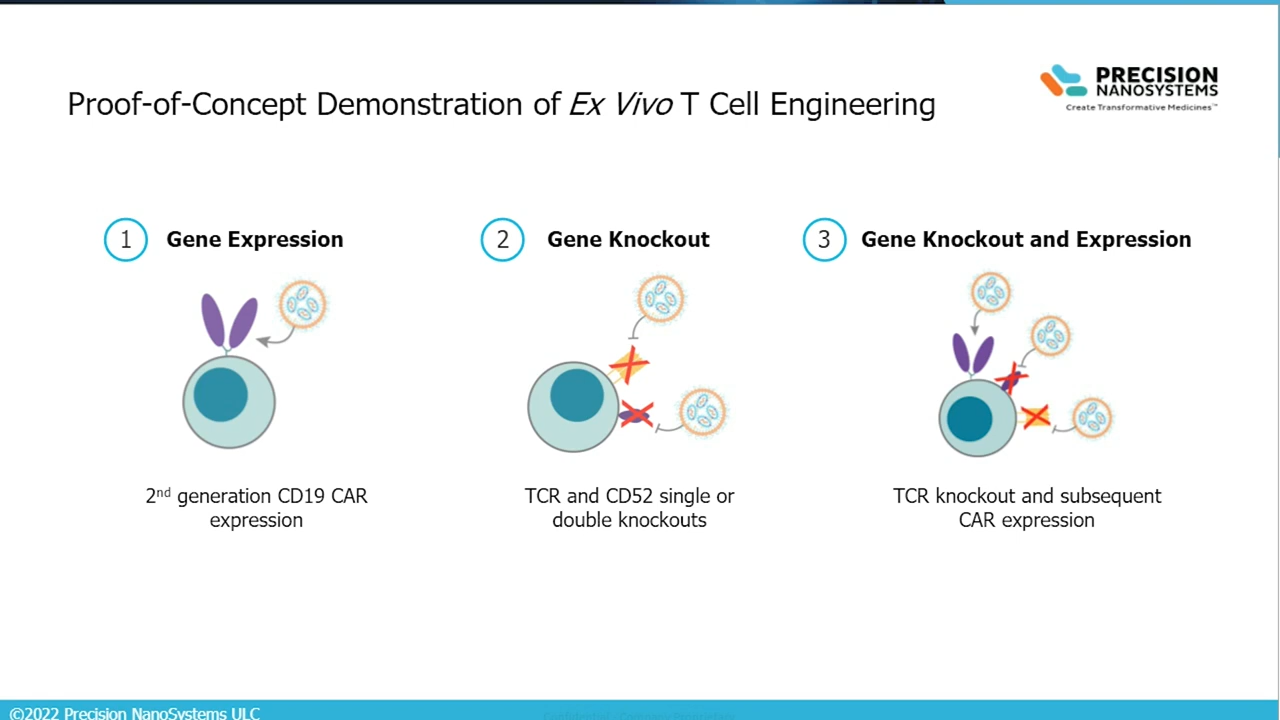 PRECISION
NANOSYSTEMS
Create Transformative Medicines™
Proof-of-Concept Demonstration of Ex Vivo T Cell Engineering
1 Gene Expression
2 Gene Knockout
3 Gene Knockout and Expression
2nd generation CD19 CAR
expression
TCR and CD52 single or
double knockouts
TCR knockout and subsequent
CAR expression
©2022 Precision NanoSystems ULC